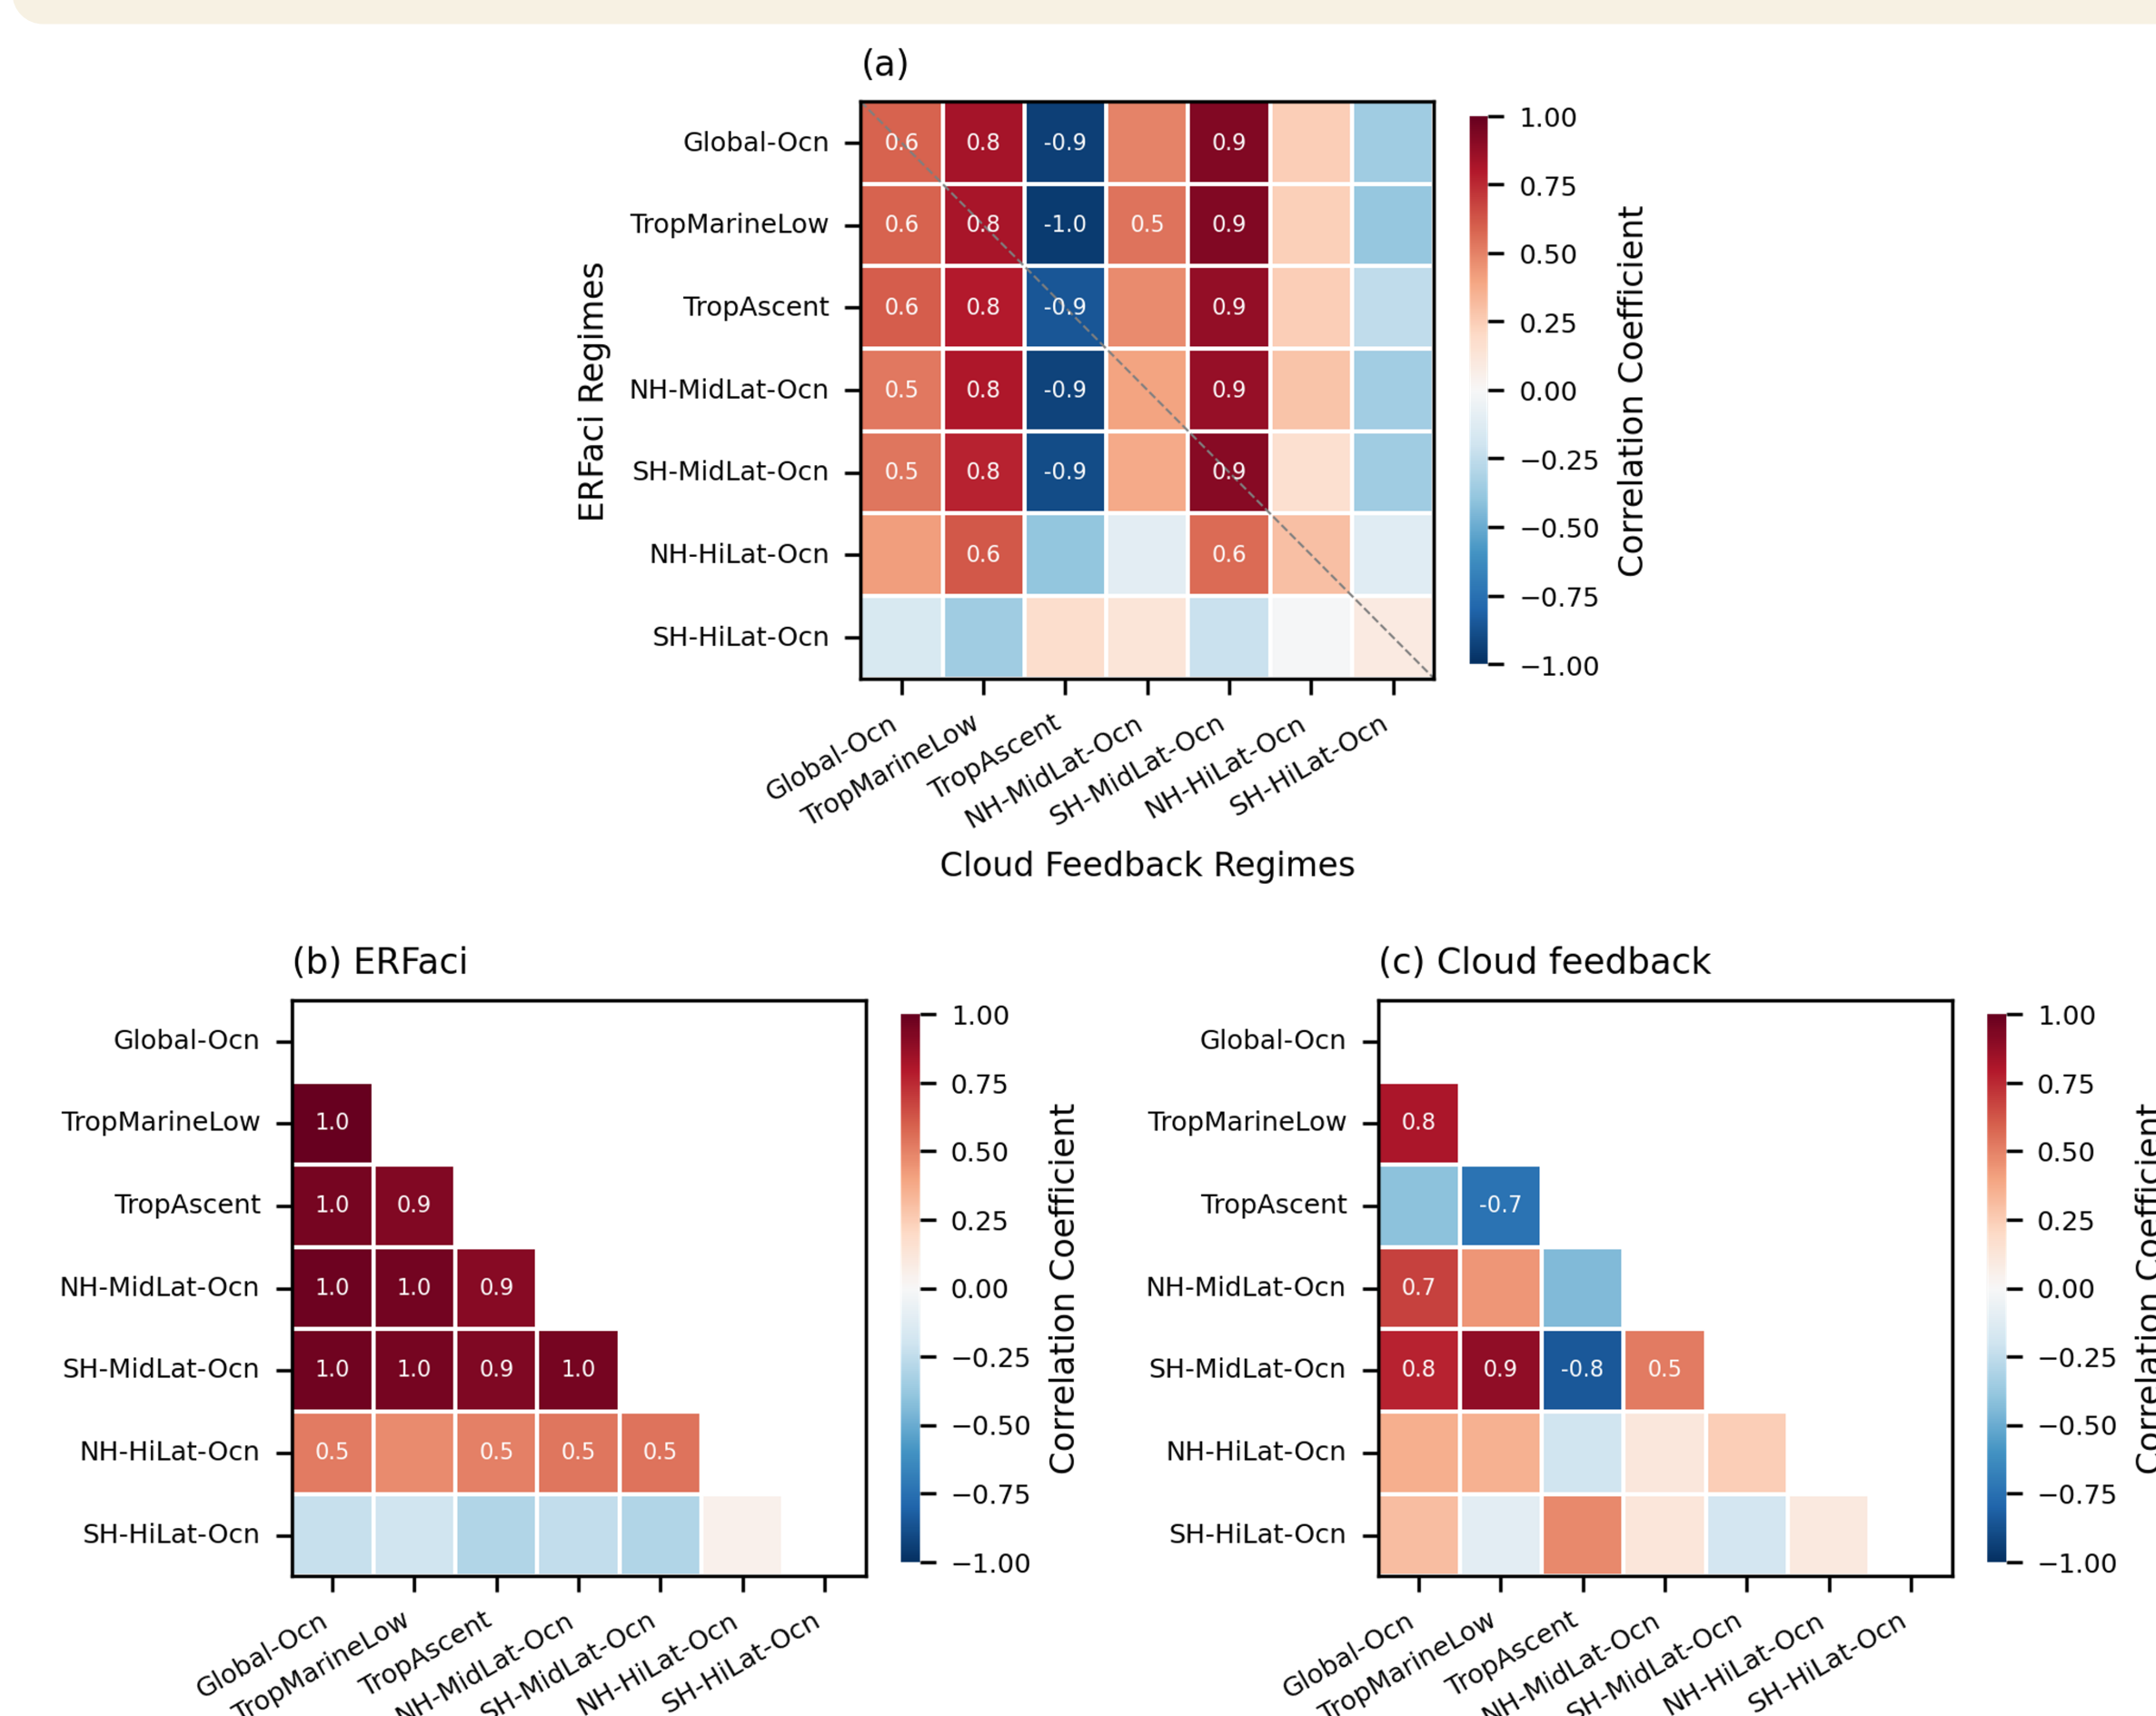 (a)
Global-Ocn 0.6 0.8 -0.9 0.9
TropMarineLow 0.6 0.8 -1.0 0.5 0.9
TropAscent 0.6 0.8 -0.9 0.9
NH-MidLat-Ocn 0.5 0.8 -0.9 0.9
SH-MidLat-Ocn 0.5 0.8 -0.9 0.9
NH-HiLat-Ocn 0.6 0.6
SH-HiLat-Ocn
ERFaci Regimes
Global-Ocn
TropMarineLow
TropAscent
NH-MidLat-Ocn
SH-MidLat-Ocn
NH-HiLat-Ocn
SH-HiLat-Ocn
Cloud Feedback Regimes
1.00
0.75
0.50
0.25
0.00
−0.25
−0.50
−0.75
−1.00
Correlation Coefficient
(b) ERFaci
Global-Ocn
TropMarineLow 1.0
TropAscent 1.0 0.9
NH-MidLat-Ocn 1.0 1.0 0.9
SH-MidLat-Ocn 1.0 1.0 0.9 1.0
NH-HiLat-Ocn 0.5 0.5 0.5 0.5
SH-HiLat-Ocn
Global-Ocn
TropMarineLow
TropAscent
NH-MidLat-Ocn
SH-MidLat-Ocn
NH-HiLat-Ocn
SH-HiLat-Ocn
1.00
0.75
0.50
0.25
0.00
−0.25
−0.50
−0.75
−1.00
Correlation Coefficient
(c) Cloud feedback
Global-Ocn
TropMarineLow 0.8
TropAscent -0.7
NH-MidLat-Ocn 0.7
SH-MidLat-Ocn 0.8 0.9 -0.8 0.5
NH-HiLat-Ocn
SH-HiLat-Ocn
Global-Ocn
TropMarineLow
TropAscent
NH-MidLat-Ocn
SH-MidLat-Ocn
NH-HiLat-Ocn
SH-HiLat-Ocn
1.00
0.75
0.50
0.25
0.00
−0.25
−0.50
−0.75
−1.00
Correlation Coefficient